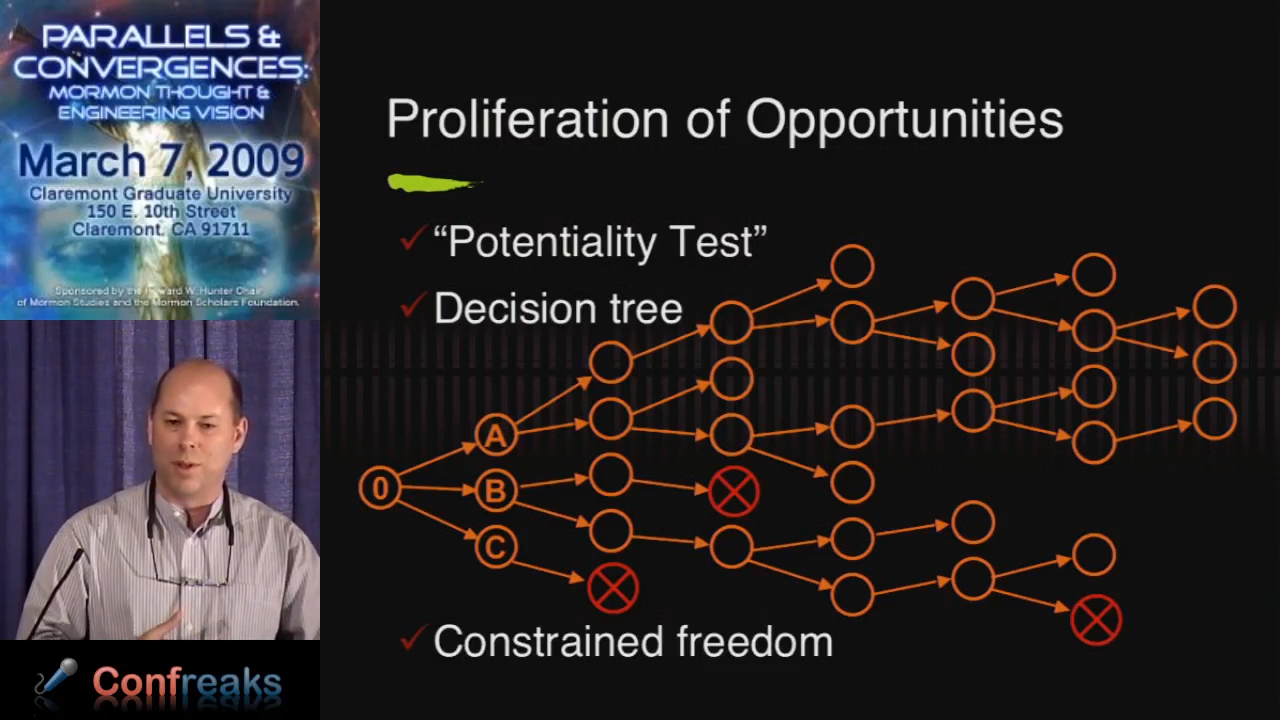 PARALLELS &
CONVERGENCES:
MORMON THOUGHT &
ENGINEERING VISION
March 7, 2009
Claremont Graduate University
150 E. 10th Street
Claremont, CA 91711
Sponsored by the Howard W. Hunter Chair
of Mormon Studies and the Mormon Scholars Foundation.
Confreaks
Proliferation of Opportunities
“Potentiality Test”
Decision tree
0
A
B
C
Constrained freedom